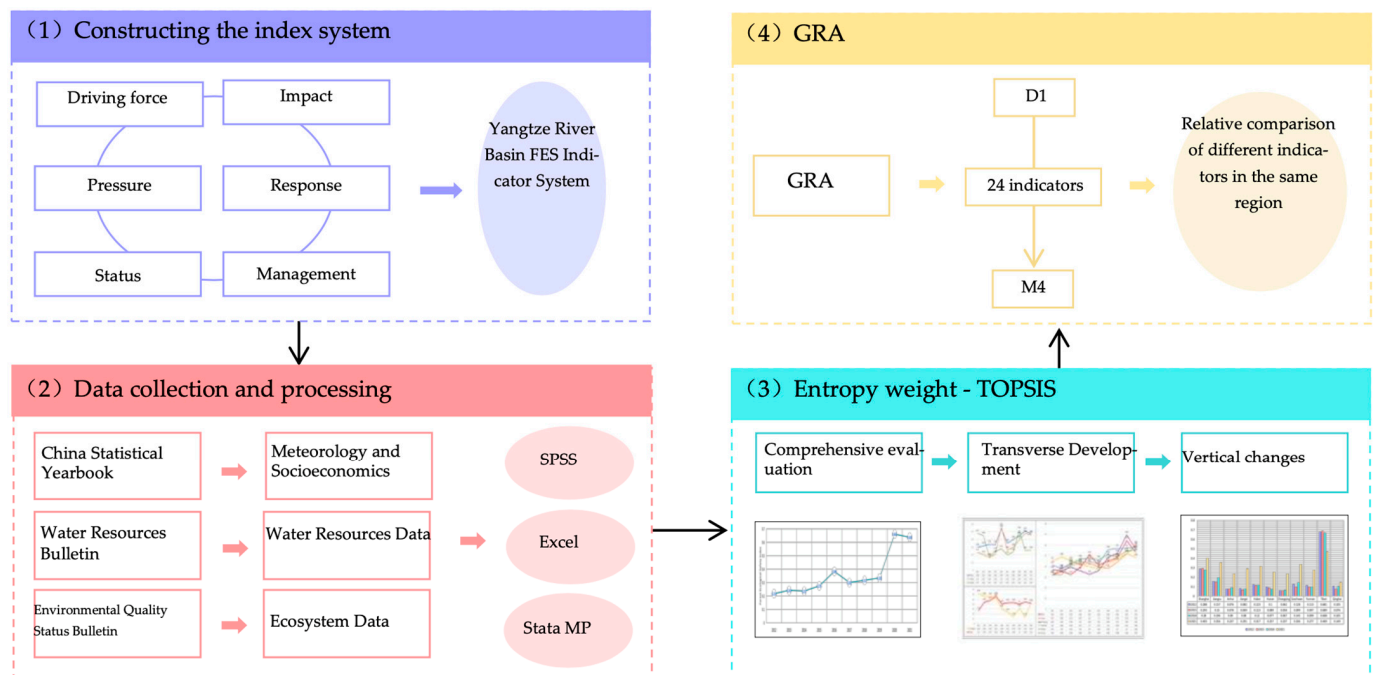 （1）Constructing the index system
Driving force
Impact
Pressure
Response
Status
Management
Yangtze River
Basin FES Indi-
cator System
（2）Data collection and processing
China Statistical
Yearbook
Meteorology and
Socioeconomics
Water Resources
Bulletin
Water Resources Data
Environmental Quality
Status Bulletin
Ecosystem Data
SPSS
Excel
Stata MP
（3）Entropy weight - TOPSIS
Comprehensive eval-
uation
Transverse Develop-
ment
Vertical changes
（4）GRA
GRA
D1
24 indicators
M4
Relative comparison
of different indica-
tors in the same
region